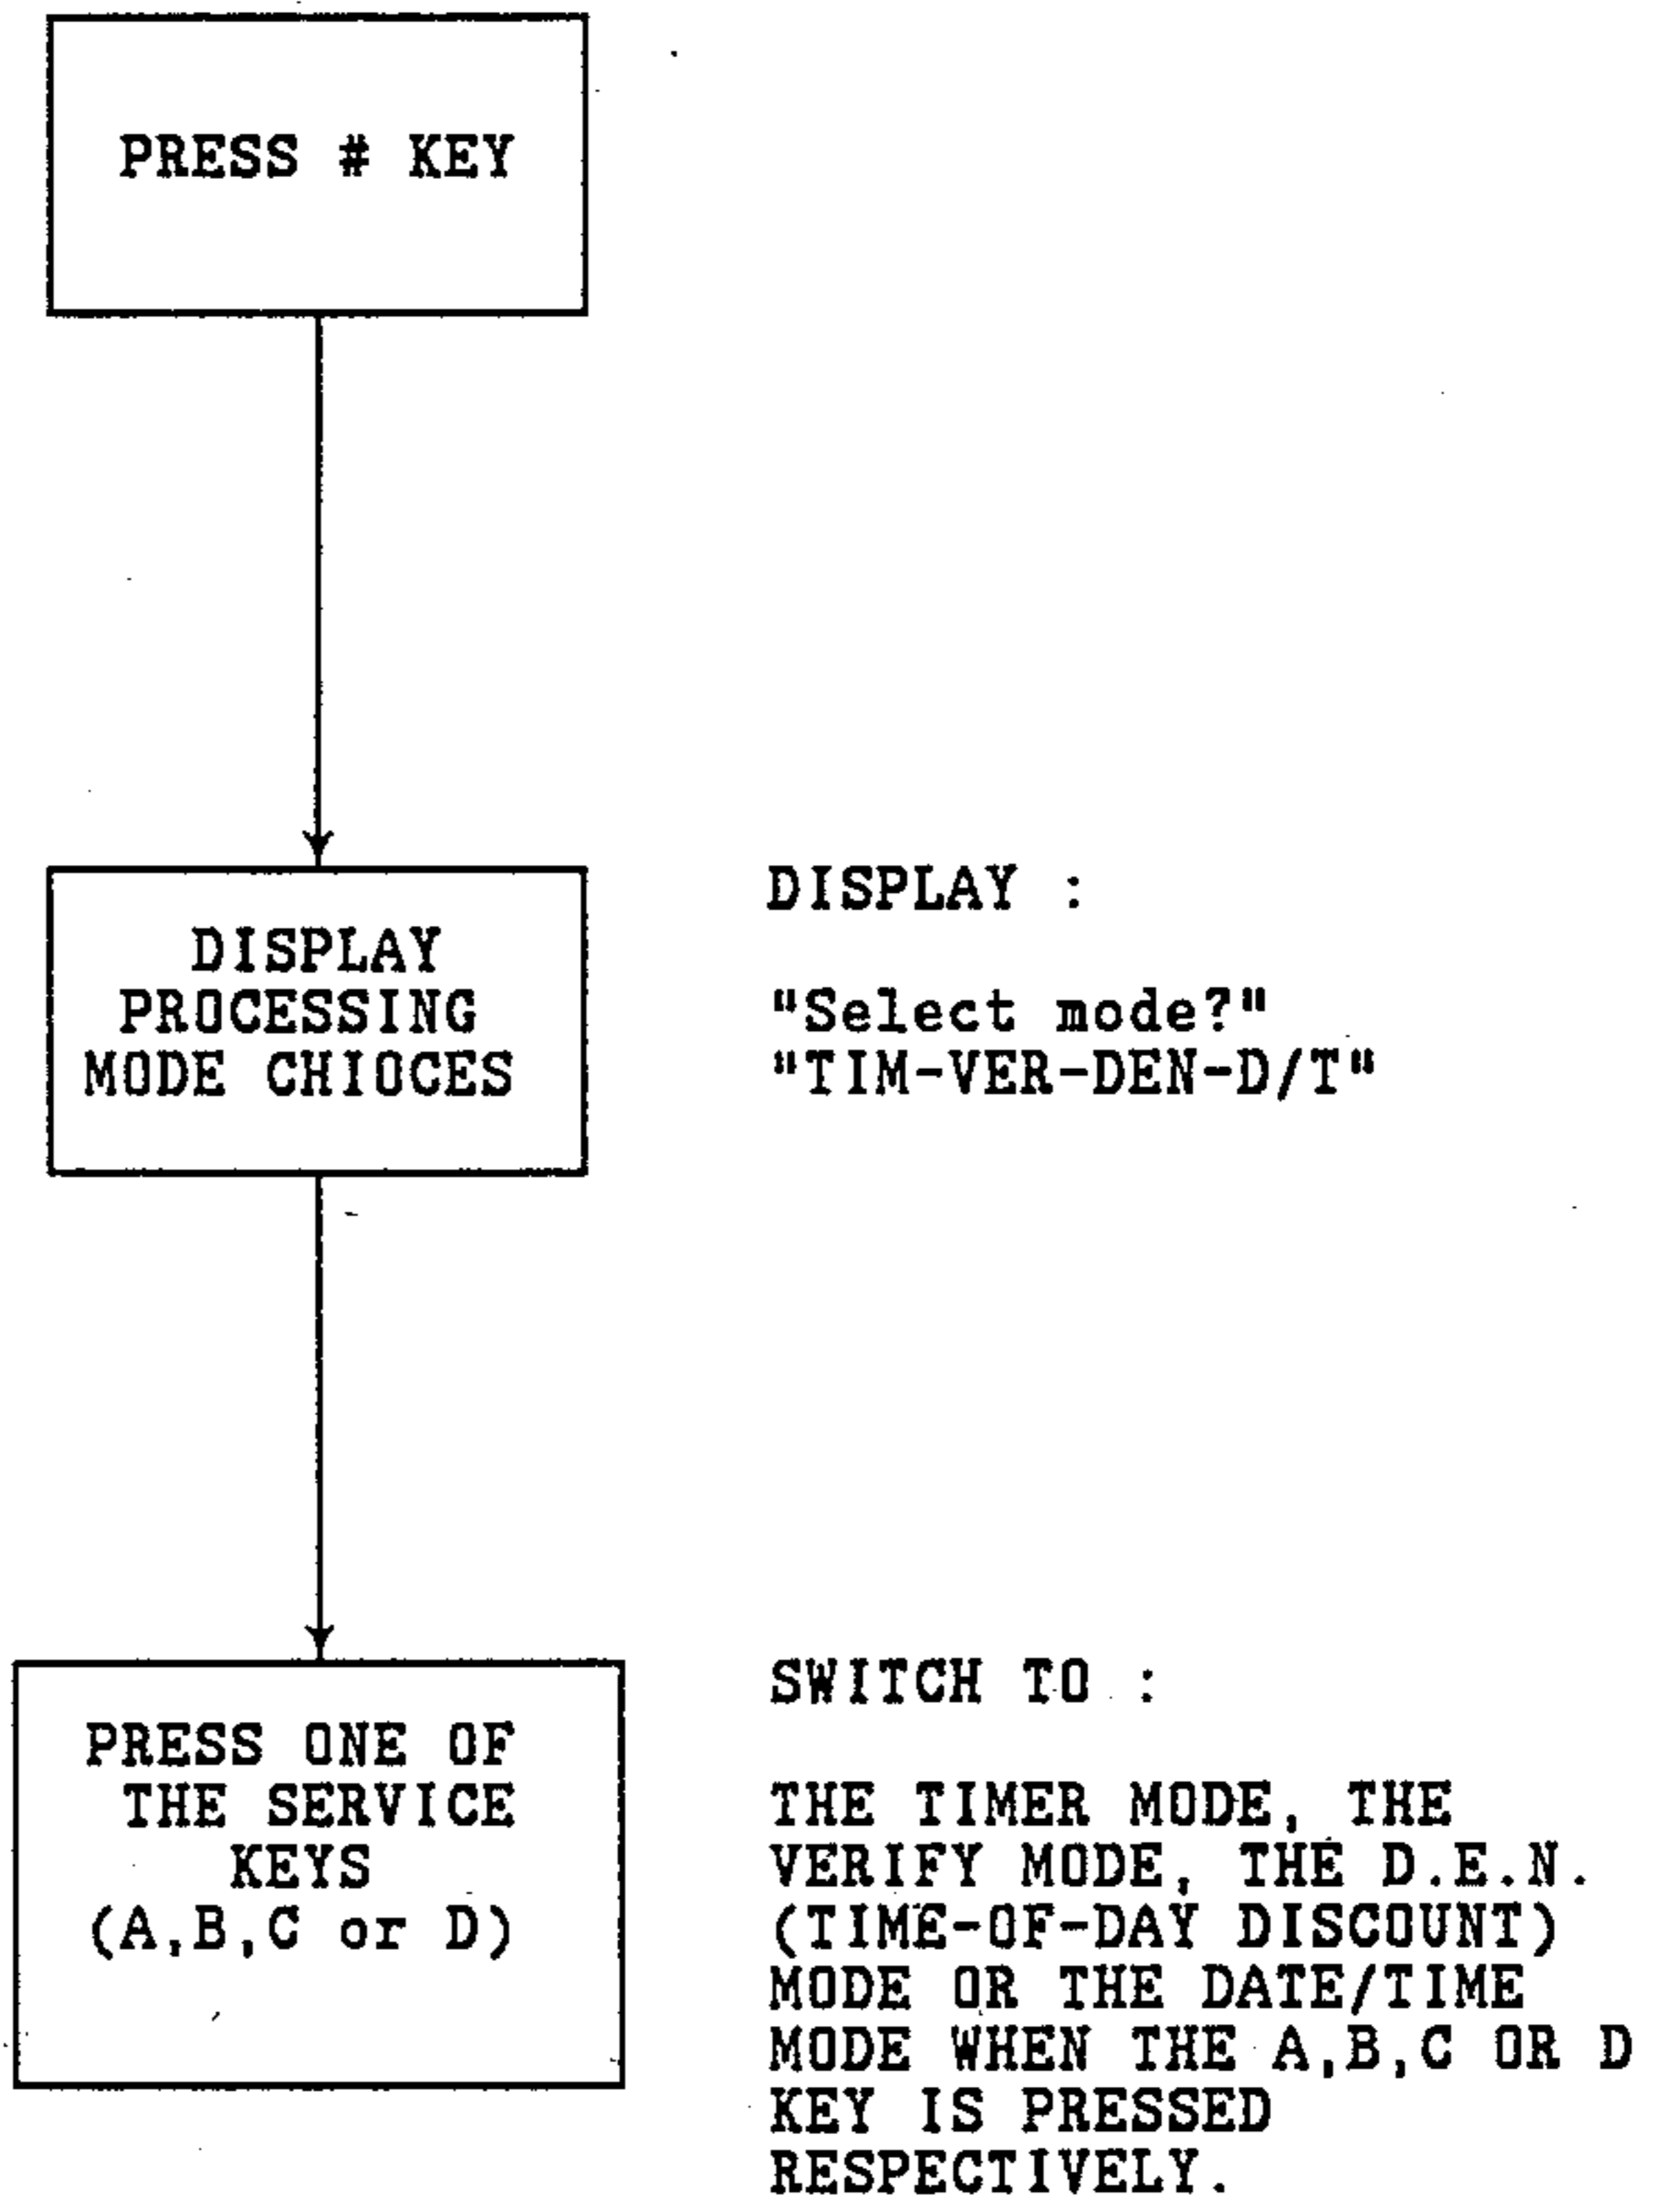 PRESS # KEY
DISPLAY
PROCESSING
MODE CHIOCES
DISPLAY :
"Select mode?"
"TIM-VER-DEN-D/T"
PRESS ONE OF
THE SERVICE
KEYS
(A,B,C or D)
SWITCH TO :
THE TIMER MODE, THE
VERIFY MODE, THE D.E.N.
(TIME-OF-DAY DISCOUNT)
MODE OR THE DATE/TIME
MODE WHEN THE A,B,C OR D
KEY IS PRESSED
RESPECTIVELY.